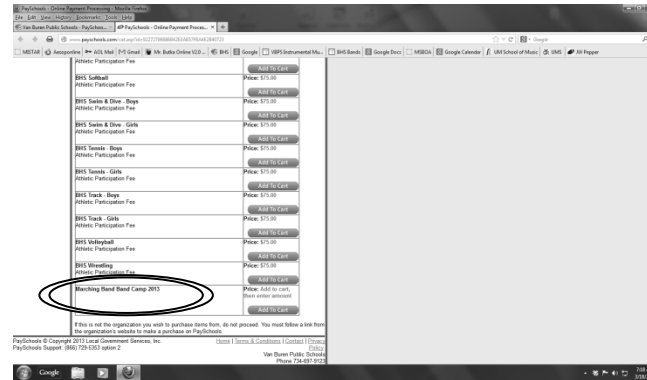 PaySchools - Online Payment Processing - Mozilla Firefox
File Edit View History Bookmarks Tools Help
Van Buren Public Schools - PaySchoo... × PaySchools - Online Payment Proces... × +
Google
MISTAR Aesoponline AOL Mail Gmail Mr. Butka Online V2.0 ... BHS Google VBPS Instrumental Mu... BHS Bands Google Docs MSBOA Google Calendar UM School of Music UMS JW Pepper
Athletic Participation Fee
Add To Cart
BHS Softball Price: $75.00
Athletic Participation Fee
Add To Cart
BHS Swim & Dive - Boys Price: $75.00
Athletic Participation Fee
Add To Cart
BHS Swim & Dive - Girls Price: $75.00
Athletic Participation Fee
Add To Cart
BHS Tennis - Boys Price: $75.00
Athletic Participation Fee
Add To Cart
BHS Tennis - Girls Price: $75.00
Athletic Participation Fee
Add To Cart
BHS Track - Boys Price: $75.00
Athletic Participation Fee
Add To Cart
BHS Track - Girls Price: $75.00
Athletic Participation Fee
Add To Cart
BHS Volleyball Price: $75.00
Athletic Participation Fee
Add To Cart
BHS Wrestling Price: $75.00
Athletic Participation Fee
Add To Cart
Marching Band Band Camp 2013 Price: Add to cart,
then enter amount
Add To Cart
If this is not the organization you wish to purchase items from, do not proceed. You must follow a link from
the organization's website to make a purchase on PaySchools.
PaySchools © Copyright 2013 Local Government Services, Inc. Home | Terms & Conditions | Contact | Privacy
PaySchools Support: (866) 729-5353 option 2 Policy
Van Buren Public Schools
Phone 734-697-9123
Google